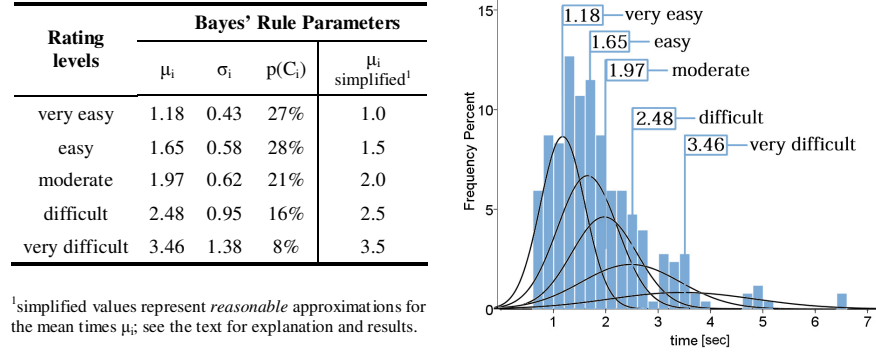 Rating levels
Bayes' Rule Parameters
μi σi p(Ci) μi simplified1
very easy 1.18 0.43 27% 1.0
easy 1.65 0.58 28% 1.5
moderate 1.97 0.62 21% 2.0
difficult 2.48 0.95 16% 2.5
very difficult 3.46 1.38 8% 3.5
1simplified values represent reasonable approximations for
the mean times μi; see the text for explanation and results.
15
10
5
0
Frequency Percent
1.18 very easy
1.65 easy
1.97 moderate
2.48 difficult
3.46 very difficult
1 2 3 4 5 6 7
time [sec]